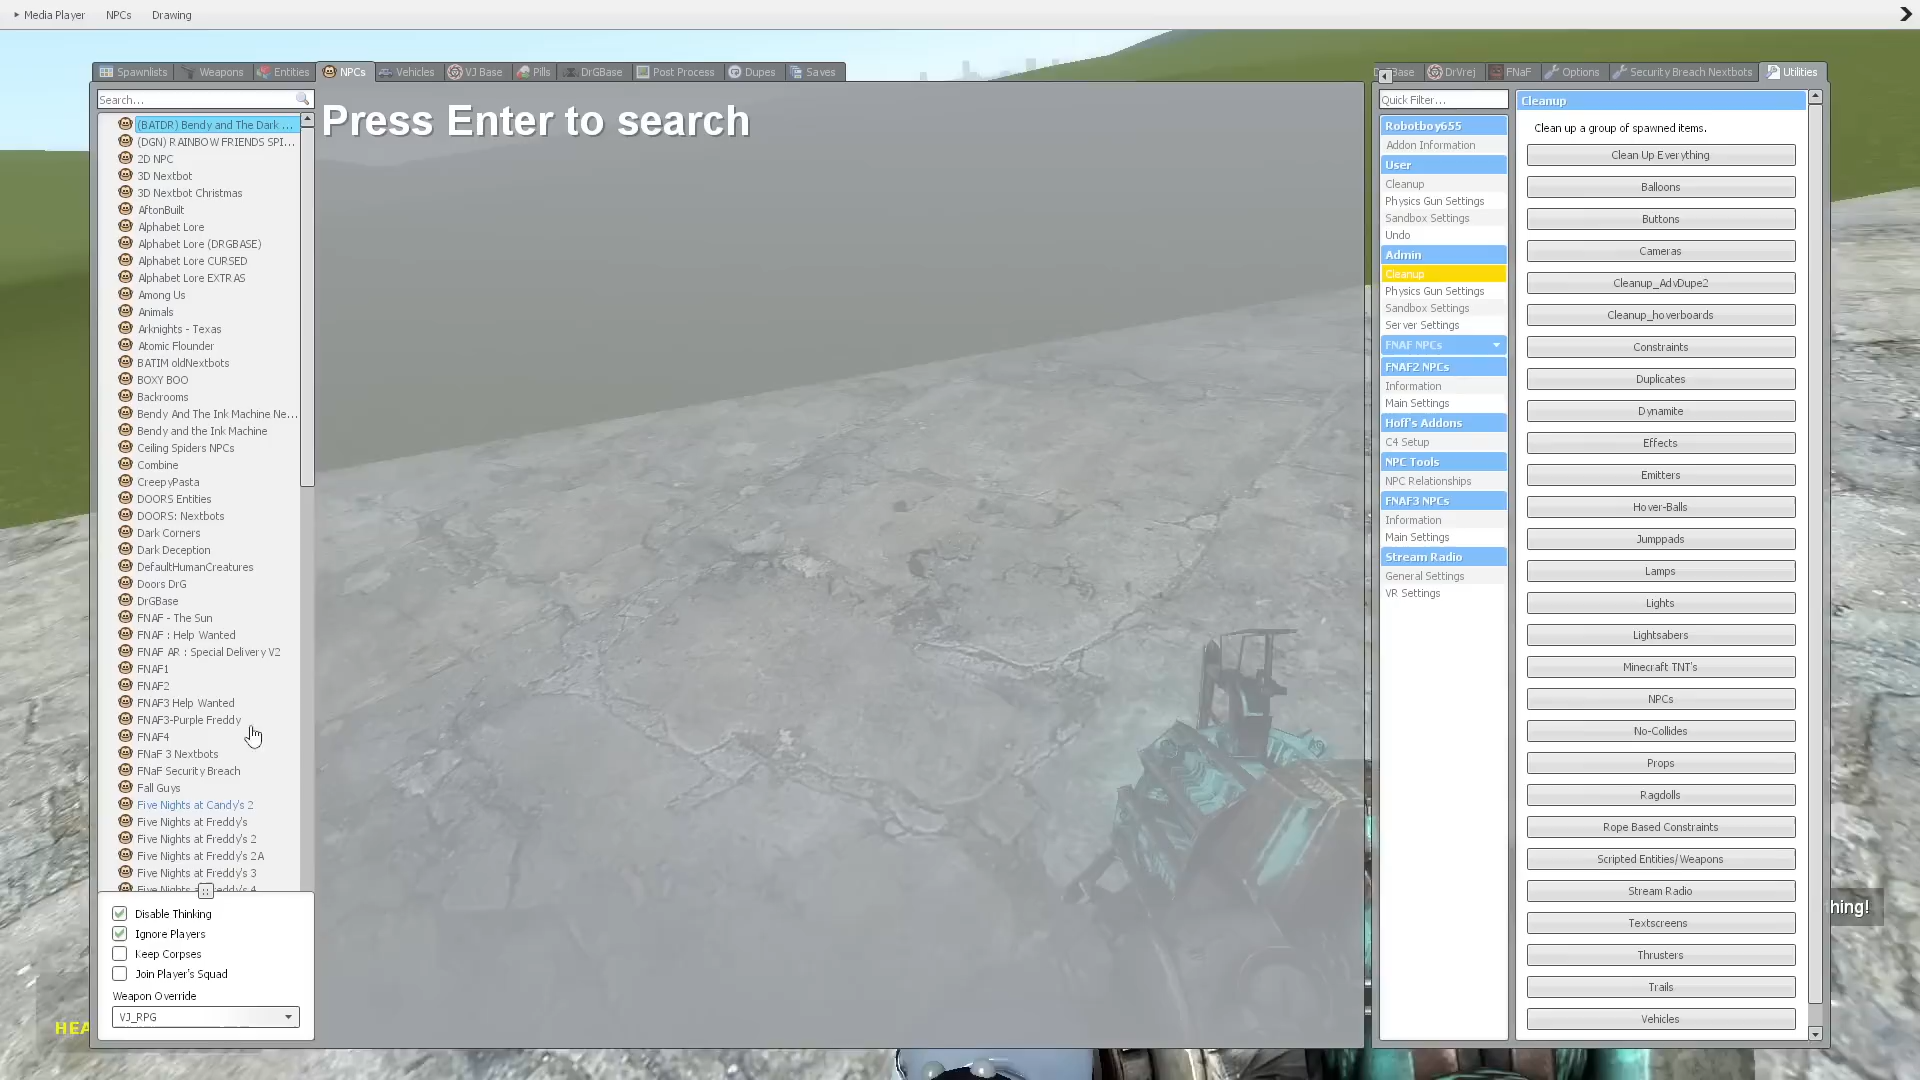 Media Player NPCs Drawing
Spawnlists Weapons Entities NPCs Vehicles VJ Base Pills DrGBase Post Process Dupes Saves
Base DrVrej FNaF Options Security Breach Nextbots Utilities
Search...
Press Enter to search
(BATDR) Bendy and The Dark ...
(DGN) RAINBOW FRIENDS SPI...
2D NPC
3D Nextbot
3D Nextbot Christmas
AftonBuilt
Alphabet Lore
Alphabet Lore (DRGBASE)
Alphabet Lore CURSED
Alphabet Lore EXTRAS
Among Us
Animals
Arknights - Texas
Atomic Flounder
BATIM oldNextbots
BOXY BOO
Backrooms
Bendy And The Ink Machine Ne...
Bendy and the Ink Machine
Ceiling Spiders NPCs
Combine
CreepyPasta
DOORS Entities
DOORS: Nextbots
Dark Corners
Dark Deception
DefaultHumanCreatures
Doors DrG
DrGBase
FNAF - The Sun
FNAF : Help Wanted
FNAF AR : Special Delivery V2
FNAF1
FNAF2
FNAF3 Help Wanted
FNAF3-Purple Freddy
FNAF4
FNaF 3 Nextbots
FNaF Security Breach
Fall Guys
Five Nights at Candy's 2
Five Nights at Freddy's
Five Nights at Freddy's 2
Five Nights at Freddy's 2A
Five Nights at Freddy's 3
Five Nights at Freddy's 4
Disable Thinking
Ignore Players
Keep Corpses
Join Player's Squad
Weapon Override
VJ_RPG
HEA
Quick Filter...
Robotboy655
Addon Information
User
Cleanup
Physics Gun Settings
Sandbox Settings
Undo
Admin
Cleanup
Physics Gun Settings
Sandbox Settings
Server Settings
FNAF NPCs
FNAF2 NPCs
Information
Main Settings
Hoff's Addons
C4 Setup
NPC Tools
NPC Relationships
FNAF3 NPCs
Information
Main Settings
Stream Radio
General Settings
VR Settings
Cleanup
Clean up a group of spawned items.
Clean Up Everything
Balloons
Buttons
Cameras
Cleanup_AdvDupe2
Cleanup_hoverboards
Constraints
Duplicates
Dynamite
Effects
Emitters
Hover-Balls
Jumppads
Lamps
Lights
Lightsabers
Minecraft TNT's
NPCs
No-Collides
Props
Ragdolls
Rope Based Constraints
Scripted Entities/Weapons
Stream Radio
Textscreens
Thrusters
Trails
Vehicles
hing!